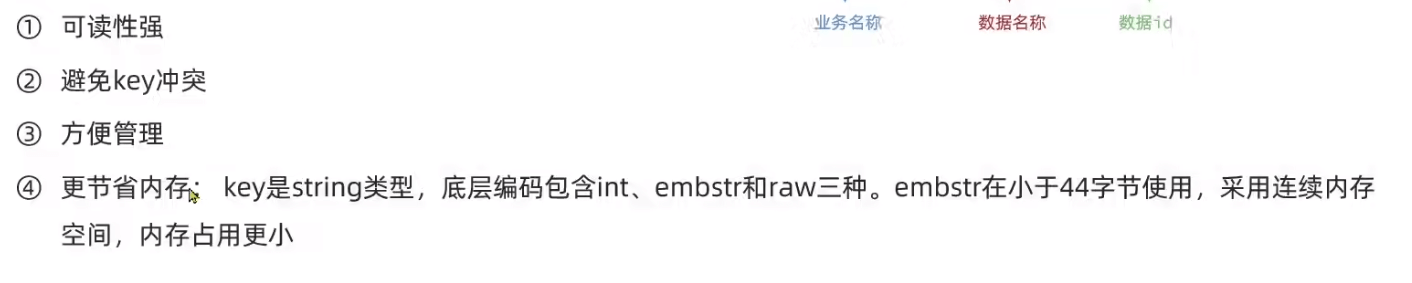 业务名称 数据名称 数据id
① 可读性强
② 避免key冲突
③ 方便管理
④ 更节省内存： key是string类型，底层编码包含int、embstr和raw三种。embstr在小于44字节使用，采用连续内存
空间，内存占用更小